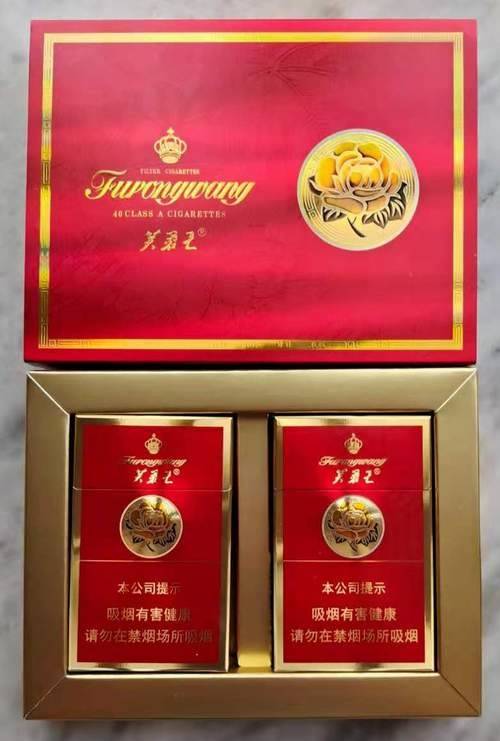 FILTER CIGARETTES
Furongwang
40 CLASS A CIGARETTES
芙蓉王®
Furongwang
芙蓉王®
本公司提示
吸烟有害健康
请勿在禁烟场所吸烟
Furongwang
芙蓉王®
本公司提示
吸烟有害健康
请勿在禁烟场所吸烟